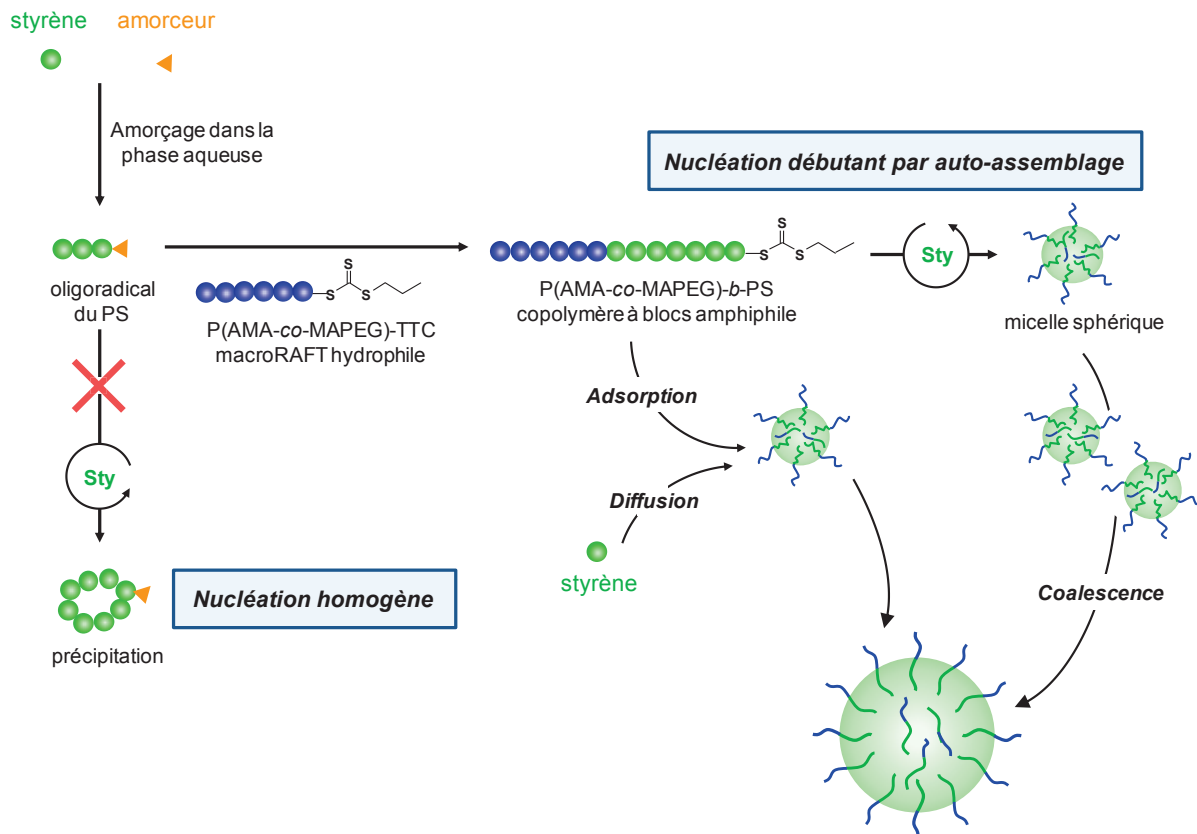 styrène
amorceur
Amorçage dans la
phase aqueuse
Nucléation débutant par auto-assemblage
oligoradical
du PS
S
S
S
P(AMA-co-MAPEG)-TTC
macroRAFT hydrophile
S
S
S
P(AMA-co-MAPEG)-b-PS
copolymère à blocs amphiphile
Sty
micelle sphérique
Adsorption
Diffusion
styrène
Sty
Nucléation homogène
précipitation
Coalescence